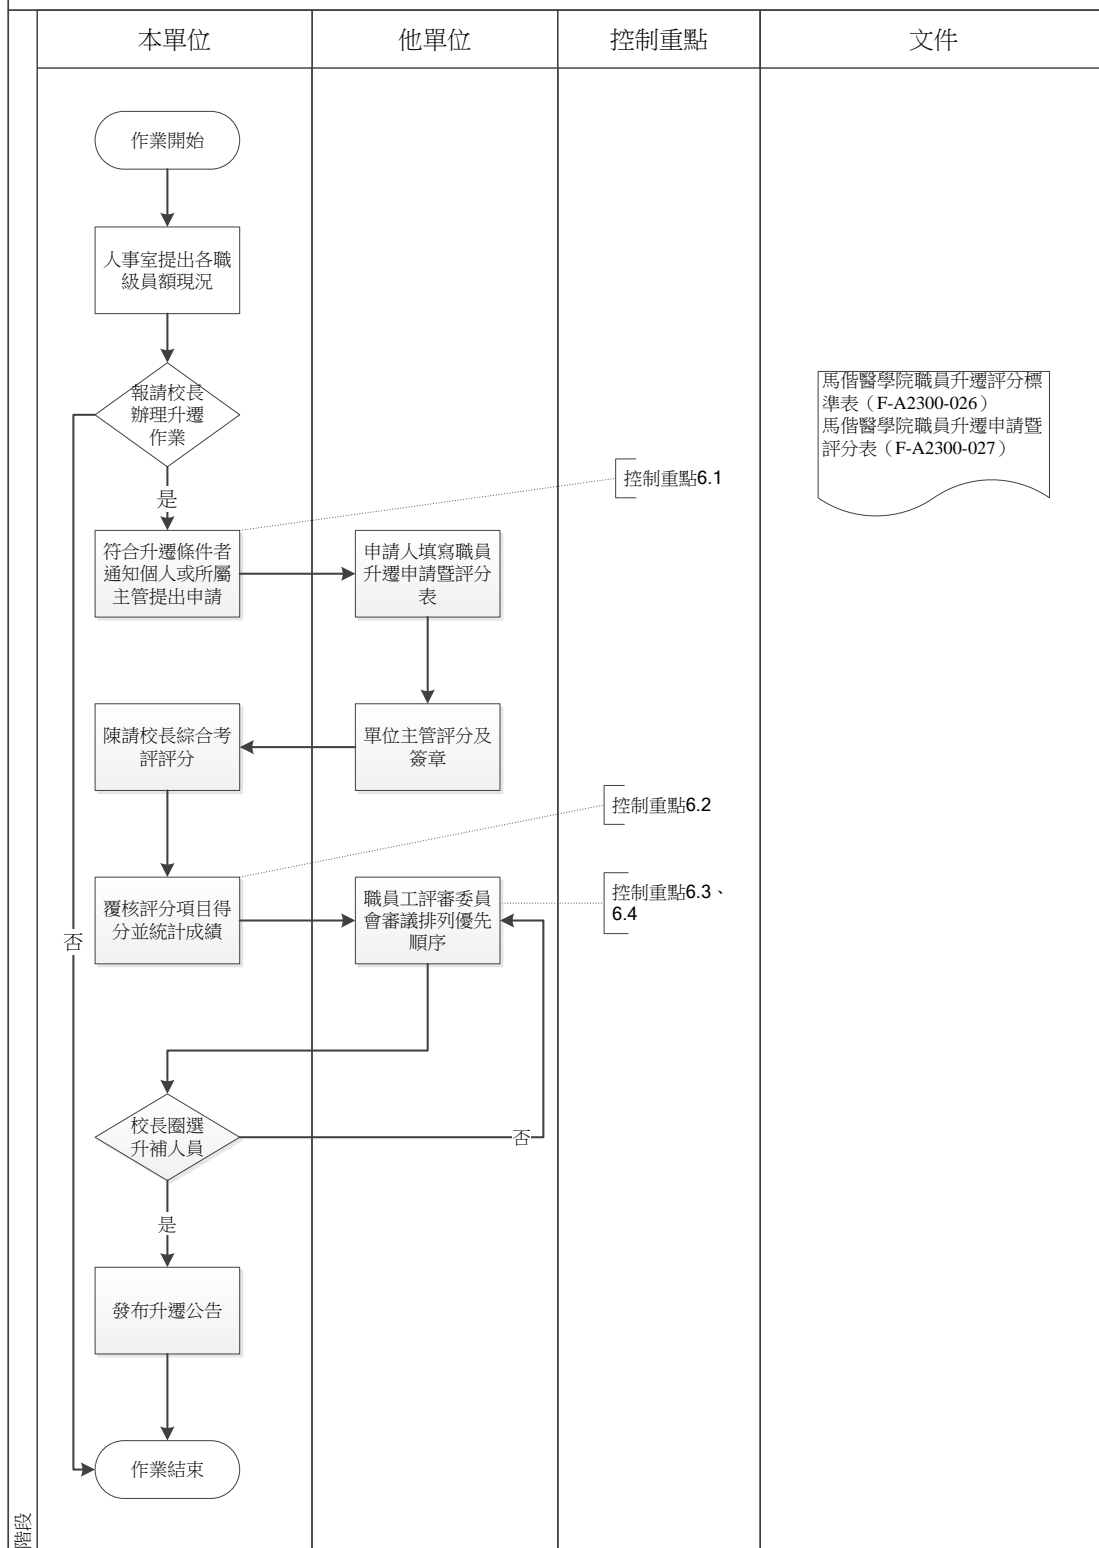 本單位
他單位
控制重點
文件
作業開始
人事室提出各職
級員額現況
報請校長
辦理升遷
作業
馬偕醫學院職員升遷評分標
準表（F-A2300-026）
馬偕醫學院職員升遷申請暨
評分表（F-A2300-027）
控制重點6.1
是
符合升遷條件者
通知個人或所屬
主管提出申請
申請人填寫職員
升遷申請暨評分
表
陳請校長綜合考
評評分
單位主管評分及
簽章
控制重點6.2
覆核評分項目得
分並統計成績
職員工評審委員
會審議排列優先
順序
控制重點6.3、
6.4
否
校長圈選
升補人員
否
是
發布升遷公告
作業結束
階段